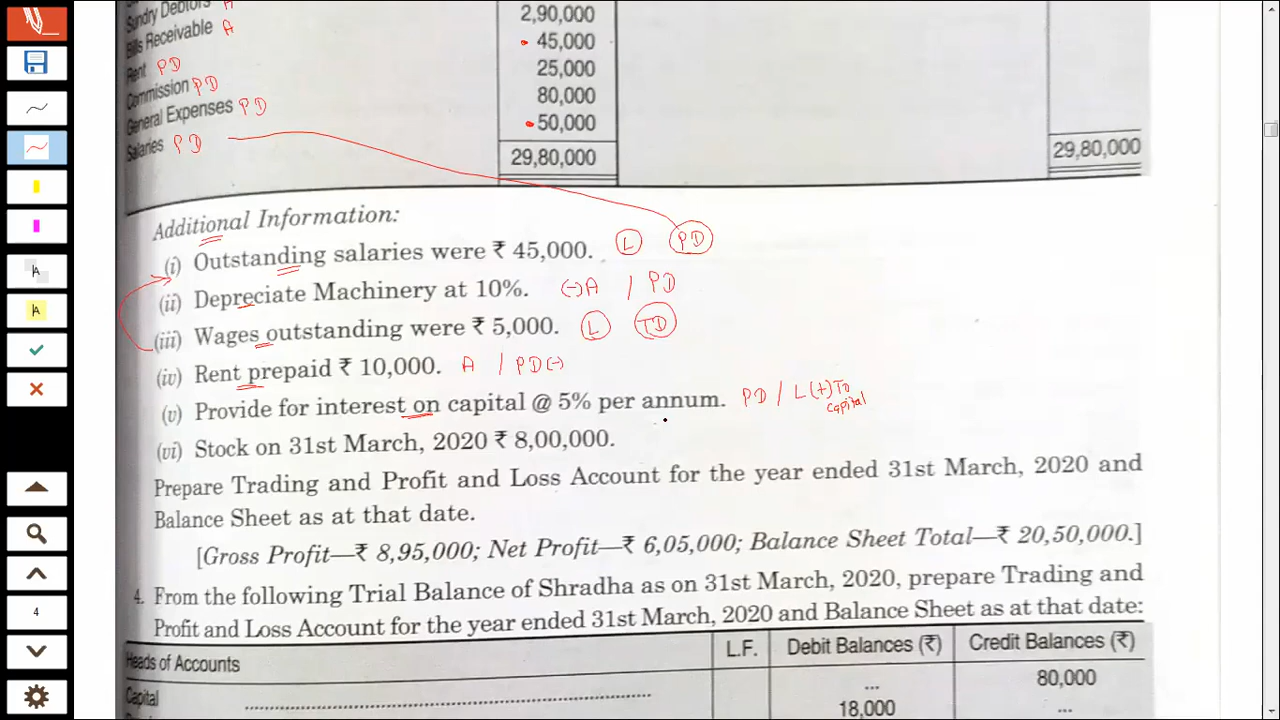 Sundry Debtors A
Bills Receivable A
Rent PD
Commission PD
General Expenses PD
Salaries PD
2,90,000
45,000
25,000
80,000
50,000
29,80,000
29,80,000
Additional Information:
(i) Outstanding salaries were ₹ 45,000. L PD
(ii) Depreciate Machinery at 10%. (-)A / PD
(iii) Wages outstanding were ₹ 5,000. L TD
(iv) Rent prepaid ₹ 10,000. A / PD(-)
(v) Provide for interest on capital @ 5% per annum. PD / L (+) To capital
(vi) Stock on 31st March, 2020 ₹ 8,00,000.
Prepare Trading and Profit and Loss Account for the year ended 31st March, 2020 and
Balance Sheet as at that date.
[Gross Profit—₹ 8,95,000; Net Profit—₹ 6,05,000; Balance Sheet Total—₹ 20,50,000.]
4. From the following Trial Balance of Shradha as on 31st March, 2020, prepare Trading and
Profit and Loss Account for the year ended 31st March, 2020 and Balance Sheet as at that date:
Heads of Accounts L.F. Debit Balances (₹) Credit Balances (₹)
Capital ... 80,000
18,000 ...
A
A
4